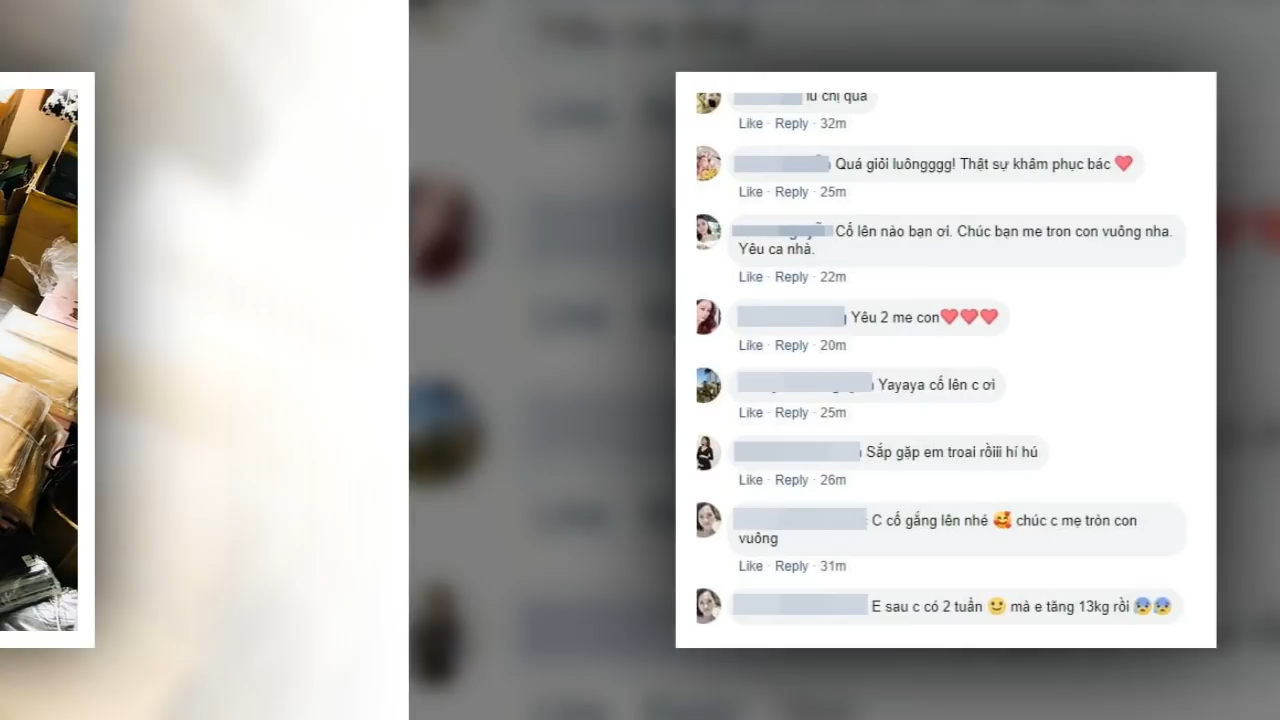 iu chị quá
Like · Reply · 32m
Quá giỏi luôngggg! Thật sự khâm phục bác
Like · Reply · 25m
Cố lên nào bạn ơi. Chúc bạn me tron con vuông nha.
Yêu ca nhà.
Like · Reply · 22m
Yêu 2 me con
Like · Reply · 20m
Yayaya cố lên c ơi
Like · Reply · 25m
Sắp gặp em troai rồiii hí hú
Like · Reply · 26m
C cố gắng lên nhé 🥰 chúc c mẹ tròn con
vuông
Like · Reply · 31m
E sau c có 2 tuần mà e tăng 13kg rồi